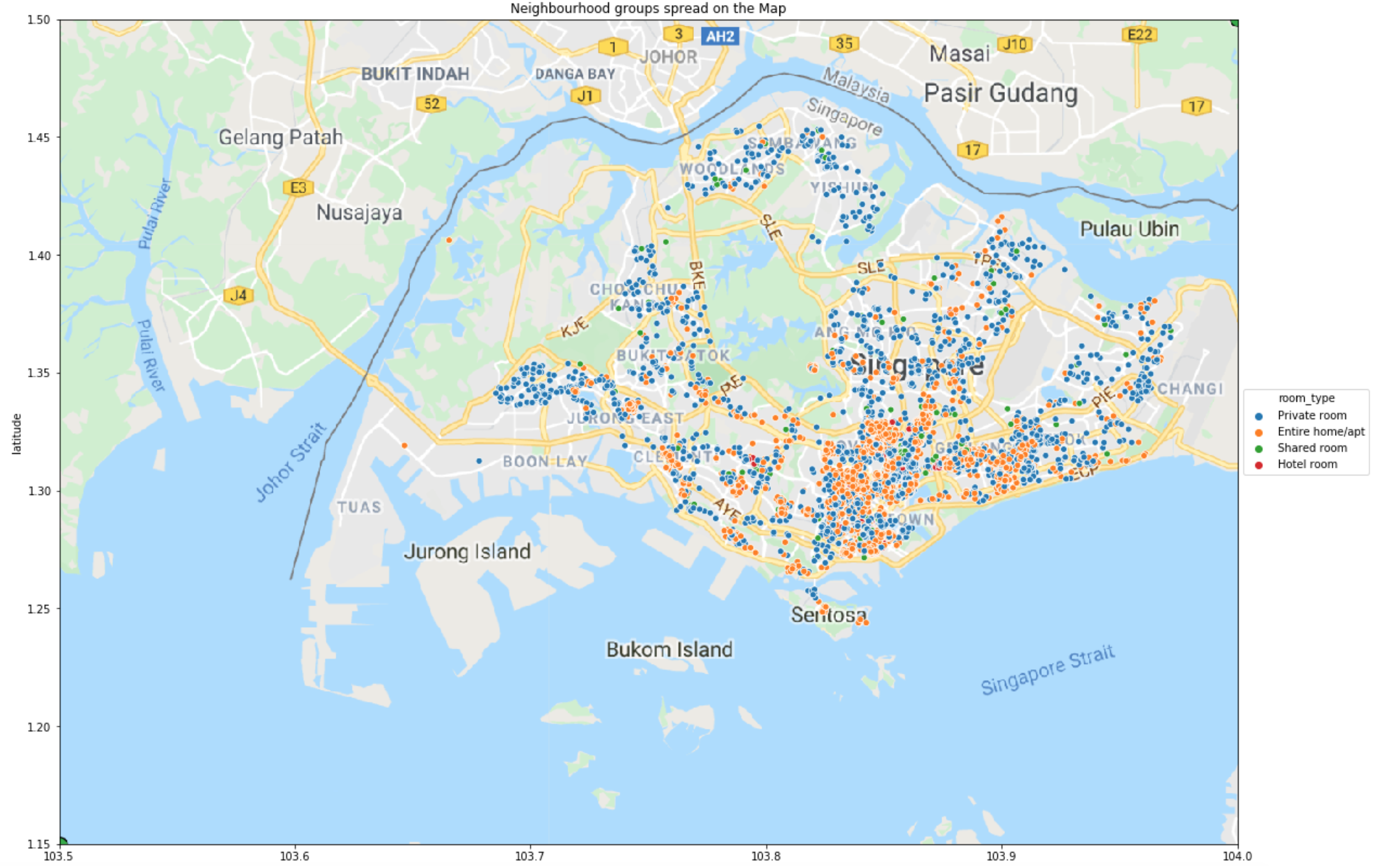 Neighbourhood groups spread on the Map
1.50
1.45
1.40
1.35
1.30
1.25
1.20
1.15
latitude
103.5
103.6
103.7
103.8
103.9
104.0
1
3
AH2
35
J10
E22
JOHOR
Masai
BUKIT INDAH
DANGA BAY
52
J1
Malaysia
Pasir Gudang
17
Singapore
Gelang Patah
SEMBAWANG
17
WOODLANDS
E3
YISHUN
Nusajaya
Pulai River
SLE
Pulau Ubin
BKE
SLE
J4
KJE
Pulai River
BUKIT BATOK
Singapore
PIE
CHANGI
PIE
JURONG EAST
Johor Strait
BOON LAY
ECP
TUAS
AYE
Jurong Island
Sentosa
Bukom Island
Singapore Strait
room_type
Private room
Entire home/apt
Shared room
Hotel room